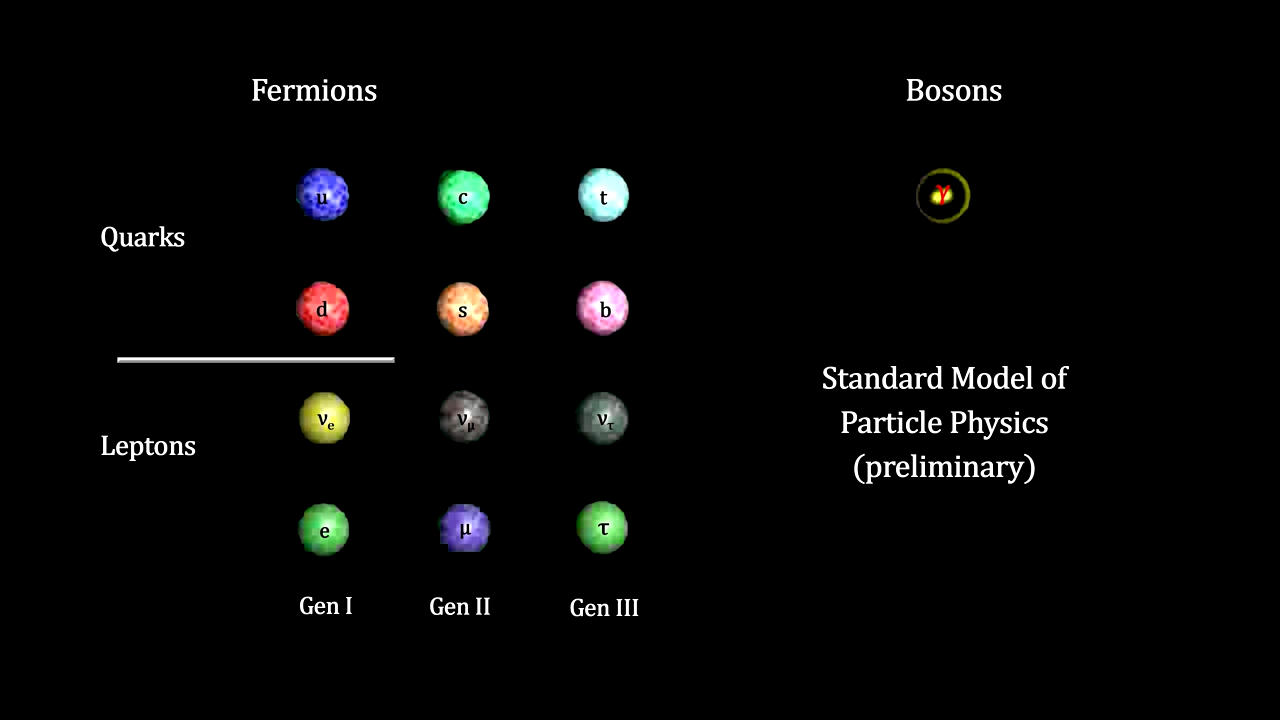 Fermions
Bosons
u
c
t
γ
Quarks
d
s
b
Standard Model of
Particle Physics
(preliminary)
νe
νμ
ντ
Leptons
e
μ
τ
Gen I
Gen II
Gen III